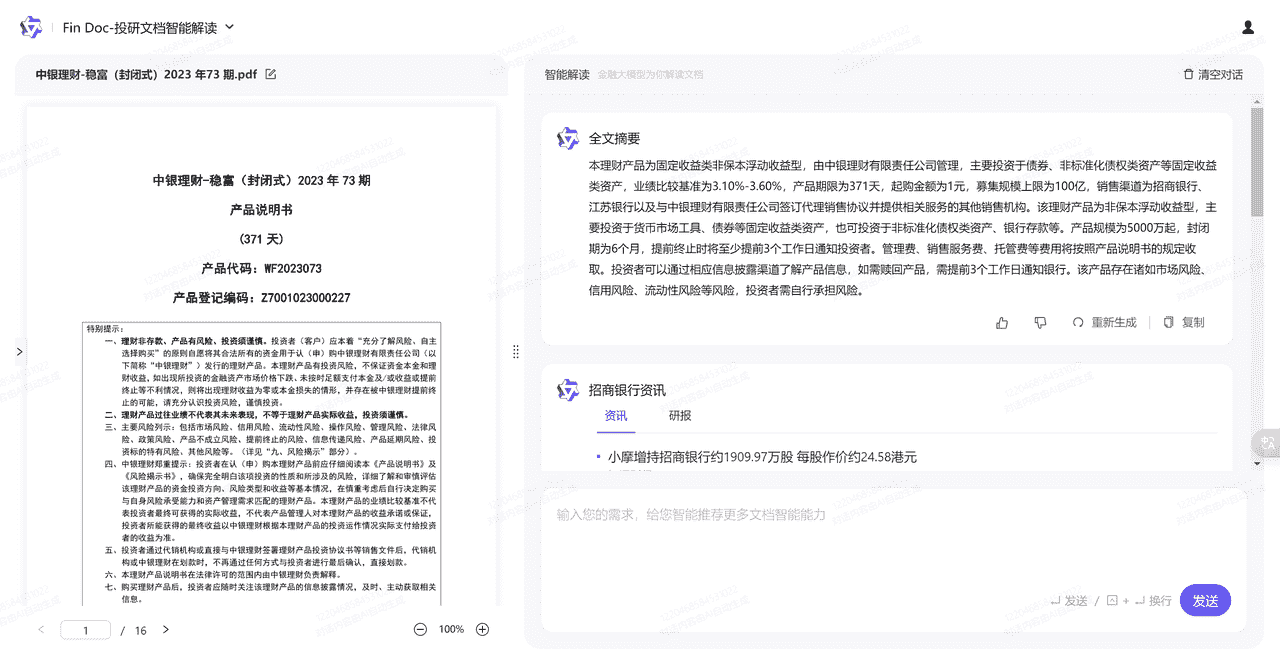 Fin Doc-投研文档智能解读
中银理财-稳富（封闭式）2023 年73 期.pdf
中银理财-稳富（封闭式）2023 年 73 期
产品说明书
(371 天)
产品代码：WF2023073
产品登记编码：Z7001023000227
特别提示：
一、理财非存款、产品有风险、投资须谨慎。投资者（客户）应本着“充分了解风险、自主
选择购买”的原则自愿将其合法所有的资金用于认（申）购中银理财有限责任公司（以
下简称“中银理财”）发行的理财产品。本理财产品有投资风险，不保证资金本金和理
财收益，如出现所投资的金融资产市场价格下跌、未按时足额支付本金及/或收益或提前
终止等不利情况，则将出现理财收益为零或本金损失的情形，并存在被中银理财提前终
止的可能，请充分认识投资风险，谨慎投资。
二、理财产品过往业绩不代表其未来表现，不等于理财产品实际收益，投资须谨慎。
三、主要风险列示：包括市场风险、信用风险、流动性风险、操作风险、管理风险、法律风
险、政策风险、产品不成立风险、提前终止的风险、信息传递风险、产品延期风险、投
资标的特有风险、其他风险等。（详见“九、风险揭示”部分）。
四、中银理财郑重提示：投资者在认（申）购本理财产品前应仔细阅读本《产品说明书》及
《风险揭示书》，确保完全明白该项投资的性质和所涉及的风险，详细了解和审慎评估
该理财产品的资金投资方向、风险类型和收益等基本情况，在慎重考虑后自行决定购买
与自身风险承受能力和资产管理需求匹配的理财产品。本理财产品的业绩比较基准不代
表投资者最终可获得的实际收益，不代表产品管理人对本理财产品的收益承诺或保证，
投资者所能获得的最终收益以中银理财根据本理财产品的投资运作情况实际支付给投资
者的收益为准。
五、投资者通过代销机构或直接与中银理财签署理财产品投资协议书等销售文件后，代销机
构或中银理财在划款时，不再通过任何方式与投资者进行最后确认，直接划款。
六、本理财产品说明书在法律许可的范围内由中银理财负责解释。
七、购买理财产品后，投资者应随时关注该理财产品的信息披露情况，及时、主动获取相关
信息。
1 / 16
100%
智能解读 金融大模型为你解读文档
清空对话
全文摘要
本理财产品为固定收益类非保本浮动收益型，由中银理财有限责任公司管理，主要投资于债券、非标准化债权类资产等固定收益
类资产，业绩比较基准为3.10%-3.60%，产品期限为371天，起购金额为1元，募集规模上限为100亿，销售渠道为招商银行、
江苏银行以及与中银理财有限责任公司签订代理销售协议并提供相关服务的其他销售机构。该理财产品为非保本浮动收益型，主
要投资于货币市场工具、债券等固定收益类资产，也可投资于非标准化债权类资产、银行存款等。产品规模为5000万起，封闭
期为6个月，提前终止时将至少提前3个工作日通知投资者。管理费、销售服务费、托管费等费用将按照产品说明书的规定收
取。投资者可以通过相应信息披露渠道了解产品信息，如需赎回产品，需提前3个工作日通知银行。该产品存在诸如市场风险、
信用风险、流动性风险等风险，投资者需自行承担风险。
重新生成 复制
招商银行资讯
资讯 研报
小摩增持招商银行约1909.97万股 每股作价约24.58港元
输入您的需求，给您智能推荐更多文档智能能力
发送 / + 换行
发送